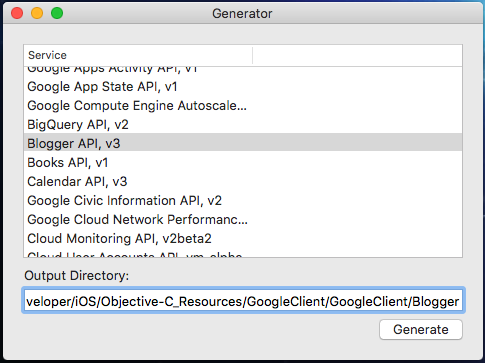 Generator
Service
Google Apps Activity API, v1
Google App State API, v1
Google Compute Engine Autoscale...
BigQuery API, v2
Blogger API, v3
Books API, v1
Calendar API, v3
Google Civic Information API, v2
Google Cloud Network Performanc...
Cloud Monitoring API, v2beta2
Cloud User Accounts API, vm_alpha
Output Directory:
veloper/iOS/Objective-C_Resources/GoogleClient/GoogleClient/Blogger
Generate